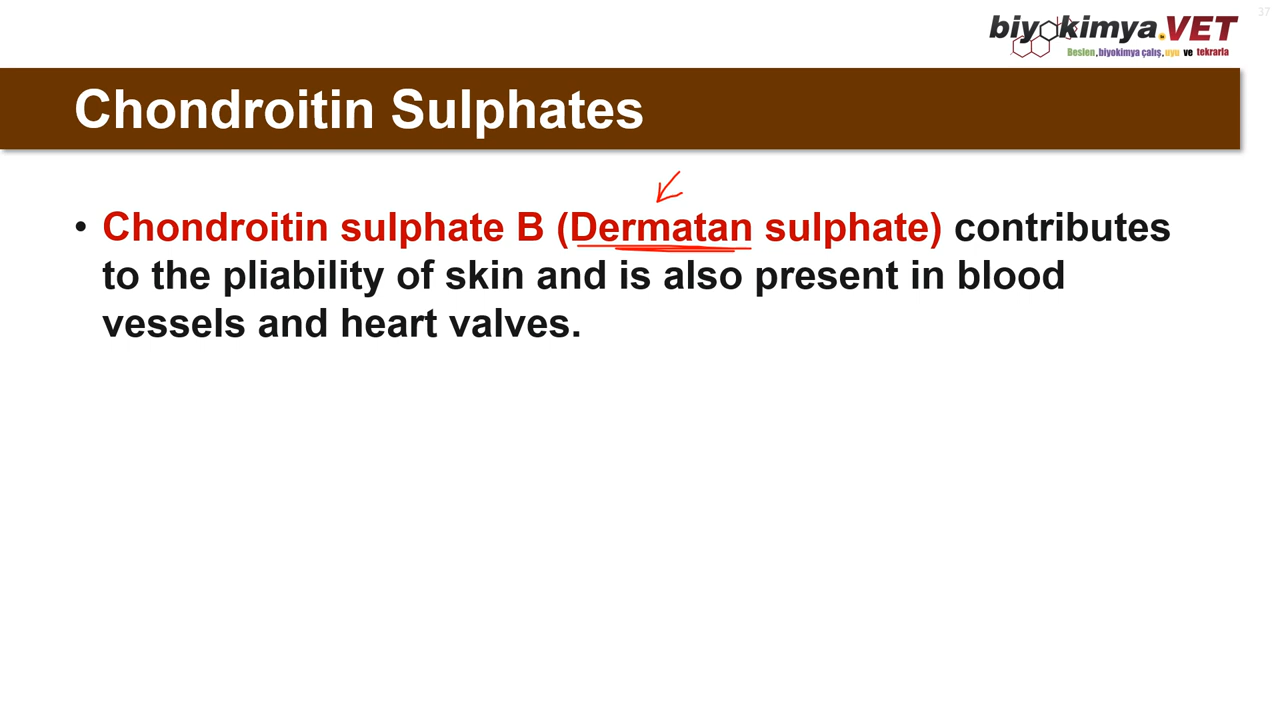 37
biyokimya.VET
Beslen, biyokimya çalış, uyu ve tekrarla
Chondroitin Sulphates
• Chondroitin sulphate B (Dermatan sulphate) contributes
to the pliability of skin and is also present in blood
vessels and heart valves.